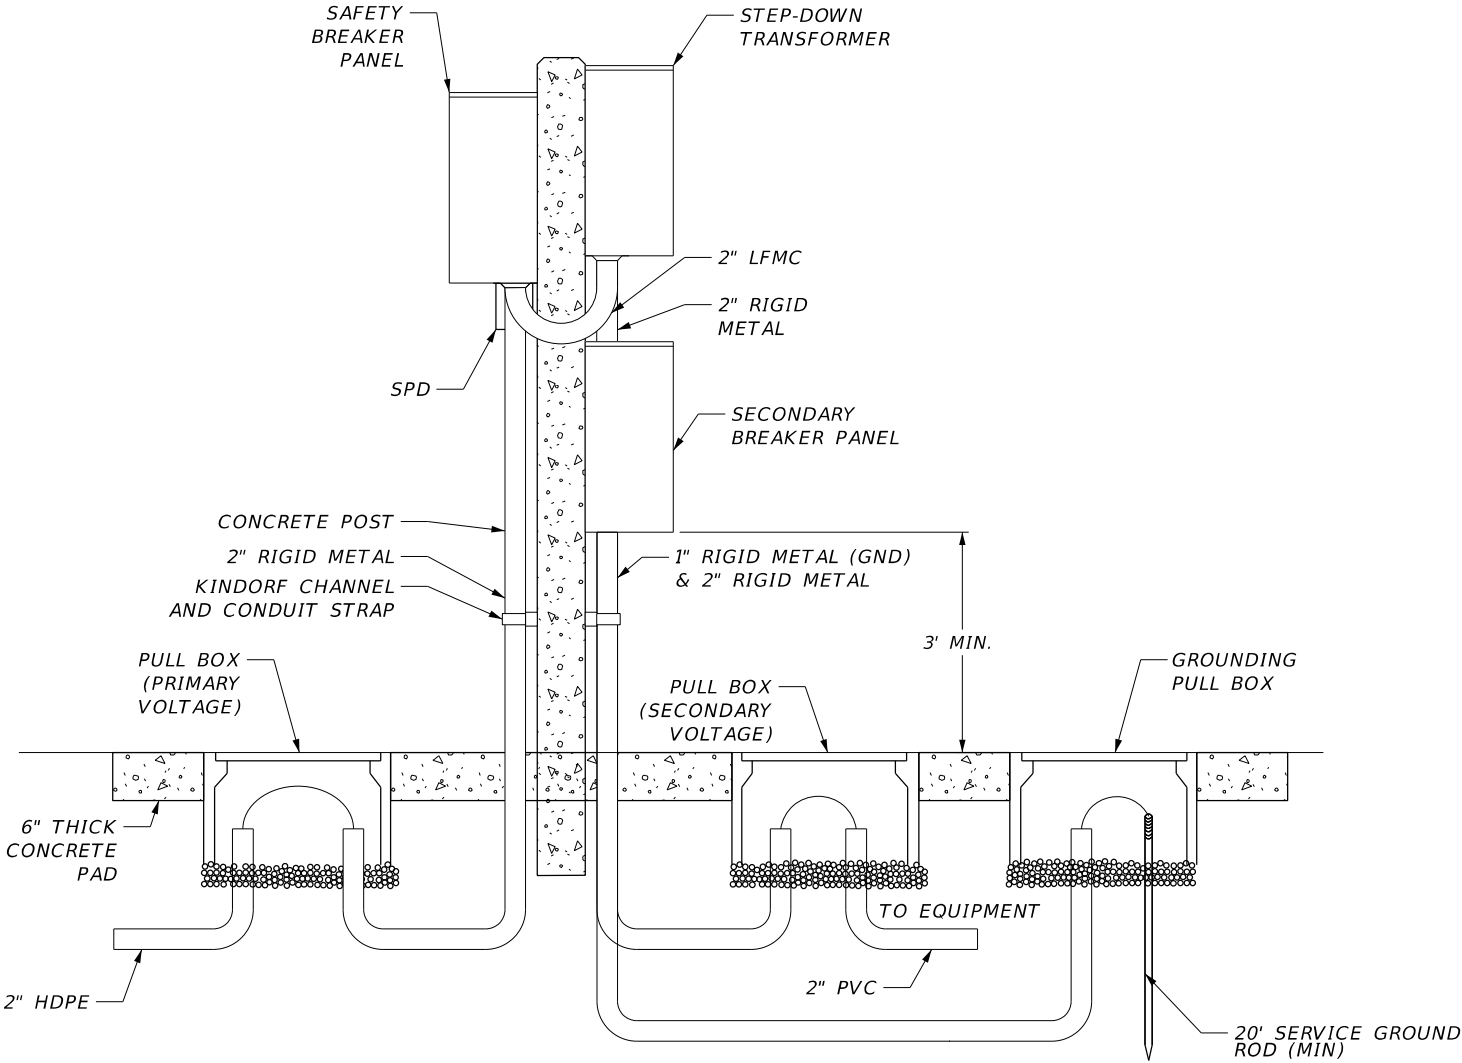 SAFETY
BREAKER
PANEL
STEP-DOWN
TRANSFORMER
2" LFMC
2" RIGID
METAL
SPD
SECONDARY
BREAKER PANEL
CONCRETE POST
2" RIGID METAL
KINDORF CHANNEL
AND CONDUIT STRAP
1" RIGID METAL (GND)
& 2" RIGID METAL
3' MIN.
PULL BOX
(PRIMARY
VOLTAGE)
PULL BOX
(SECONDARY
VOLTAGE)
GROUNDING
PULL BOX
6" THICK
CONCRETE
PAD
TO EQUIPMENT
2" HDPE
2" PVC
20' SERVICE GROUND
ROD (MIN)